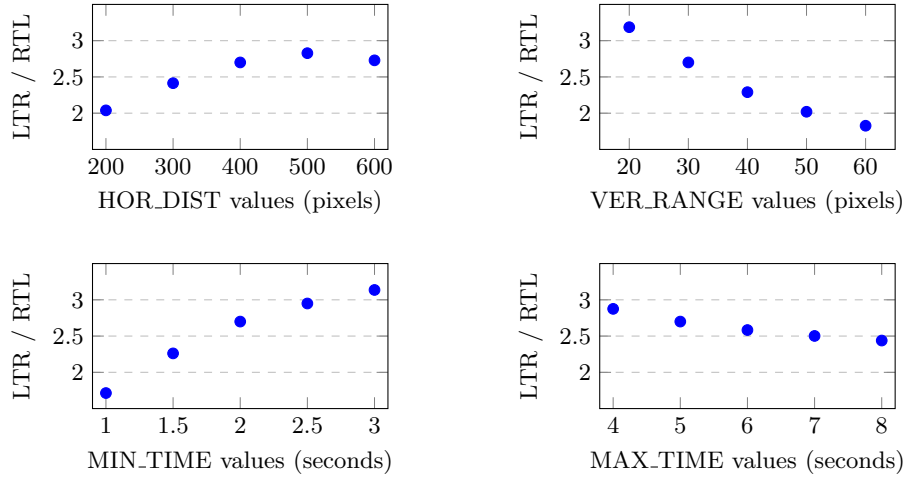 LTR / RTL
3
2.5
2
200 300 400 500 600
HOR_DIST values (pixels)
LTR / RTL
3
2.5
2
20 30 40 50 60
VER_RANGE values (pixels)
LTR / RTL
3
2.5
2
1 1.5 2 2.5 3
MIN_TIME values (seconds)
LTR / RTL
3
2.5
2
4 5 6 7 8
MAX_TIME values (seconds)